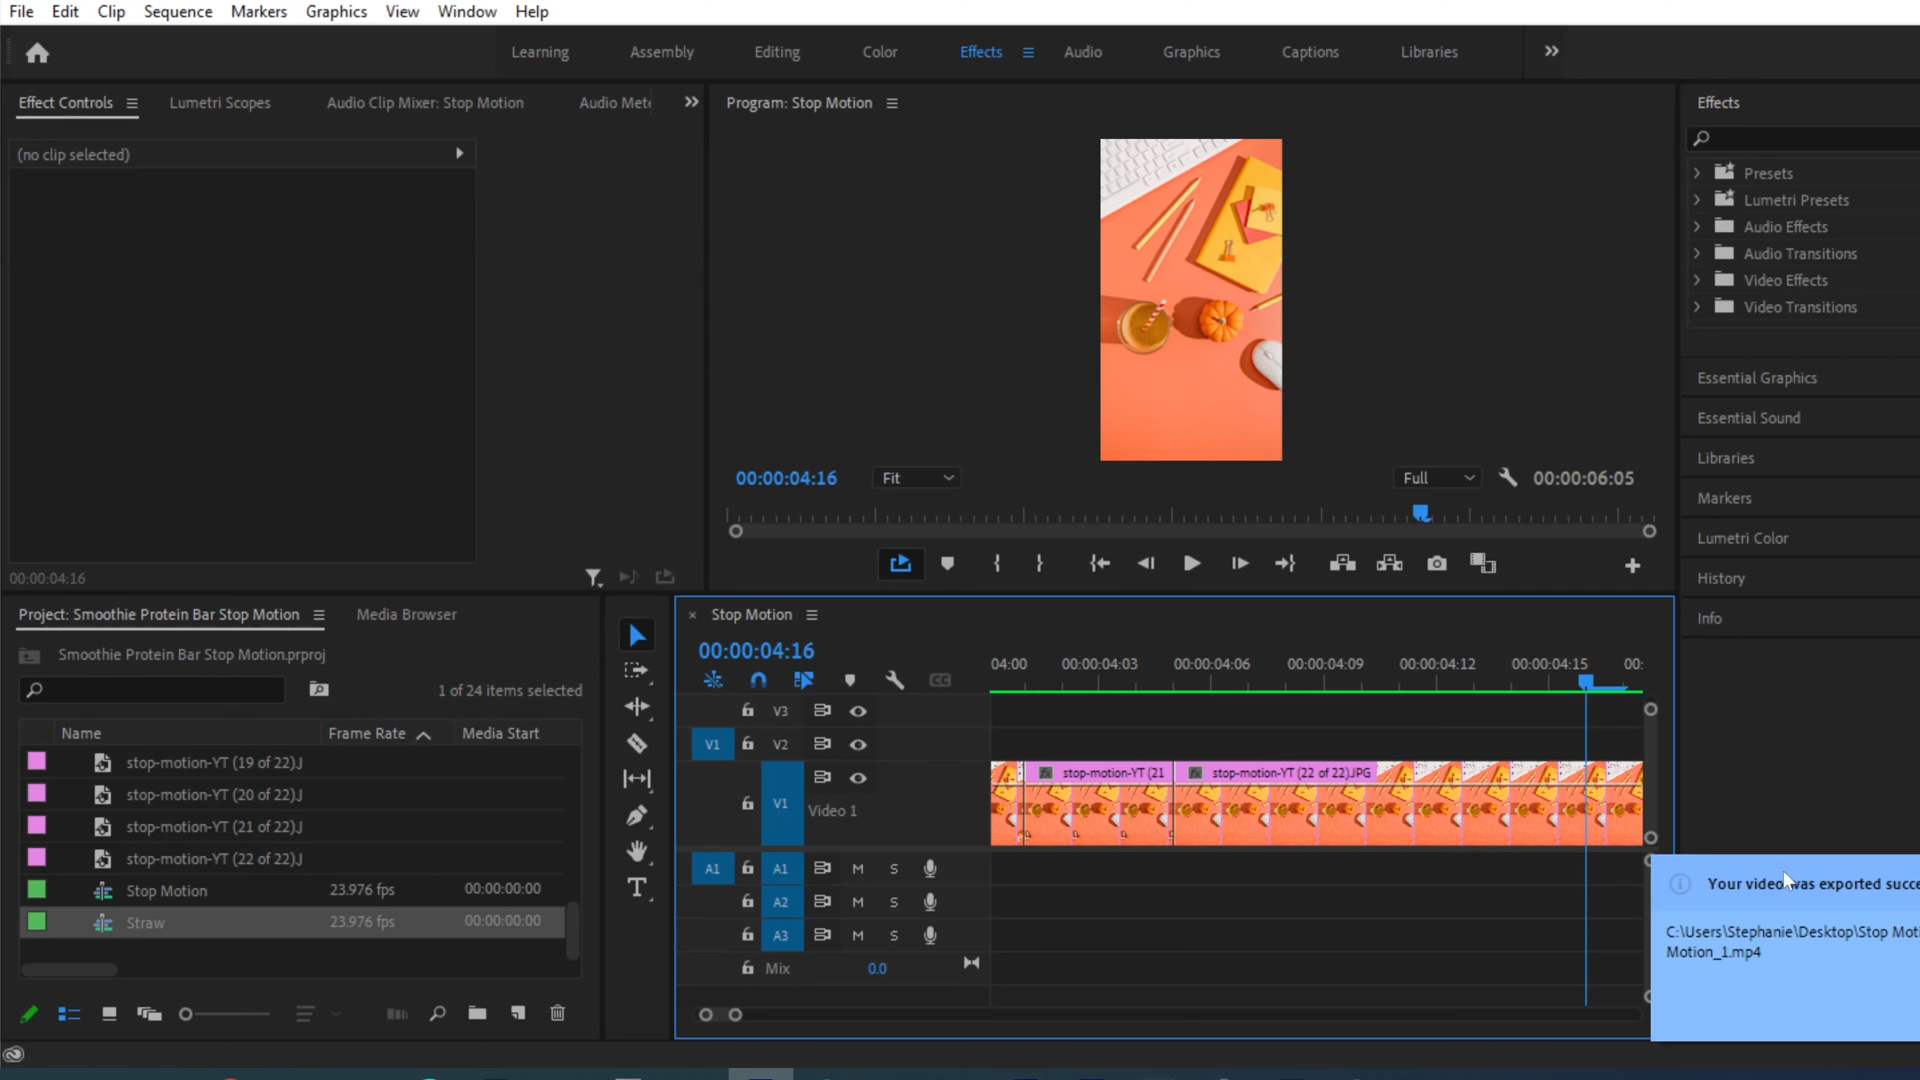 File Edit Clip Sequence Markers Graphics View Window Help
Learning Assembly Editing Color Effects Audio Graphics Captions Libraries
Effect Controls Lumetri Scopes Audio Clip Mixer: Stop Motion Audio Mete
(no clip selected)
00:00:04:16
Program: Stop Motion
00:00:04:16 Fit Full 00:00:06:05
Effects
Presets
Lumetri Presets
Audio Effects
Audio Transitions
Video Effects
Video Transitions
Essential Graphics
Essential Sound
Libraries
Markers
Lumetri Color
History
Info
Project: Smoothie Protein Bar Stop Motion Media Browser
Smoothie Protein Bar Stop Motion.prproj
1 of 24 items selected
Name Frame Rate Media Start
stop-motion-YT (19 of 22).J
stop-motion-YT (20 of 22).J
stop-motion-YT (21 of 22).J
stop-motion-YT (22 of 22).J
Stop Motion 23.976 fps 00:00:00:00
Straw 23.976 fps 00:00:00:00
T
× Stop Motion
00:00:04:16
04:00 00:00:04:03 00:00:04:06 00:00:04:09 00:00:04:12 00:00:04:15 00:
CC
V3
V1 V2
V1 Video 1
fx stop-motion-YT (21 fx stop-motion-YT (22 of 22).JPG
A1 A1 M S
A2 M S
A3 M S
Mix 0.0
Your video was exported succe
C:\Users\Stephanie\Desktop\Stop Moti
Motion_1.mp4